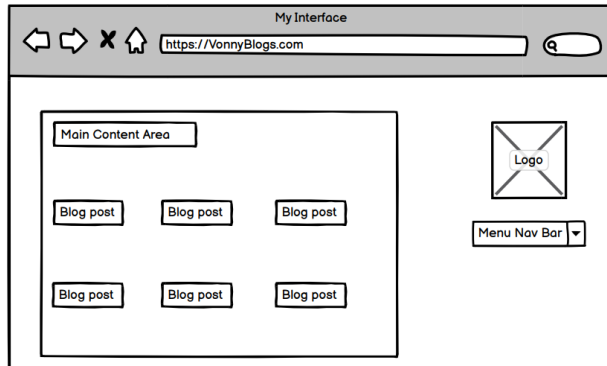 My Interface
https://VonnyBlogs.com
Main Content Area
Logo
Blog post
Blog post
Blog post
Menu Nav Bar
Blog post
Blog post
Blog post